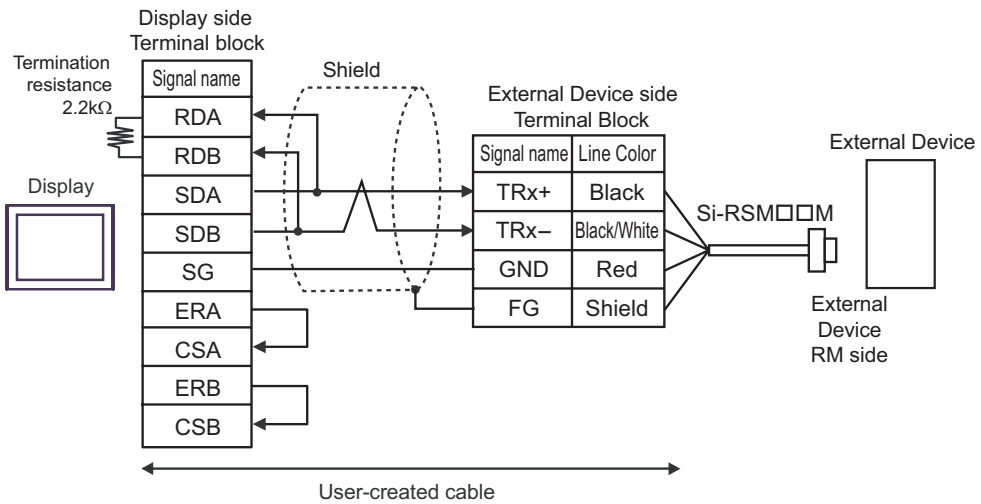 Display side
Terminal block
Termination
resistance
2.2kΩ
Shield
Signal name
RDA
RDB
SDA
SDB
SG
ERA
CSA
ERB
CSB
Display
External Device side
Terminal Block
Signal name Line Color
TRx+ Black
TRx− Black/White
GND Red
FG Shield
Si-RSM□□M
External Device
External
Device
RM side
User-created cable